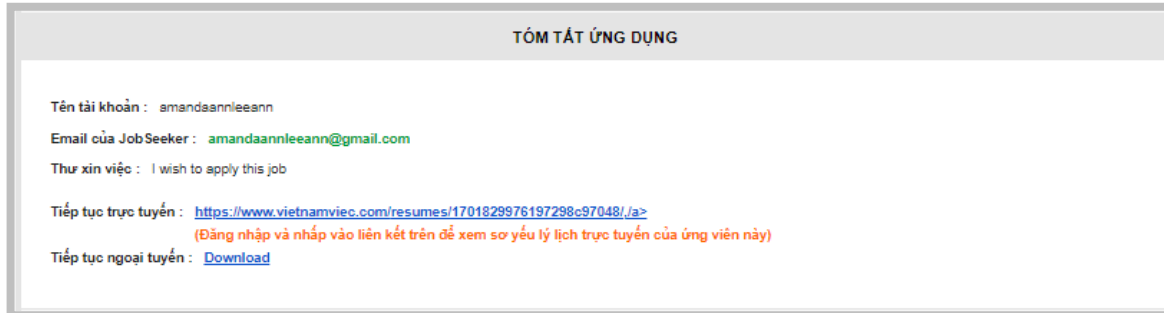 TÓM TẮT ỨNG DỤNG
Tên tài khoản : amandaannleeann
Email của JobSeeker : amandaannleeann@gmail.com
Thư xin việc : I wish to apply this job
Tiếp tục trực tuyến : https://www.vietnamviec.com/resumes/1701829976197298c97048/,/a>
(Đăng nhập và nhấp vào liên kết trên để xem sơ yếu lý lịch trực tuyến của ứng viên này)
Tiếp tục ngoại tuyến : Download